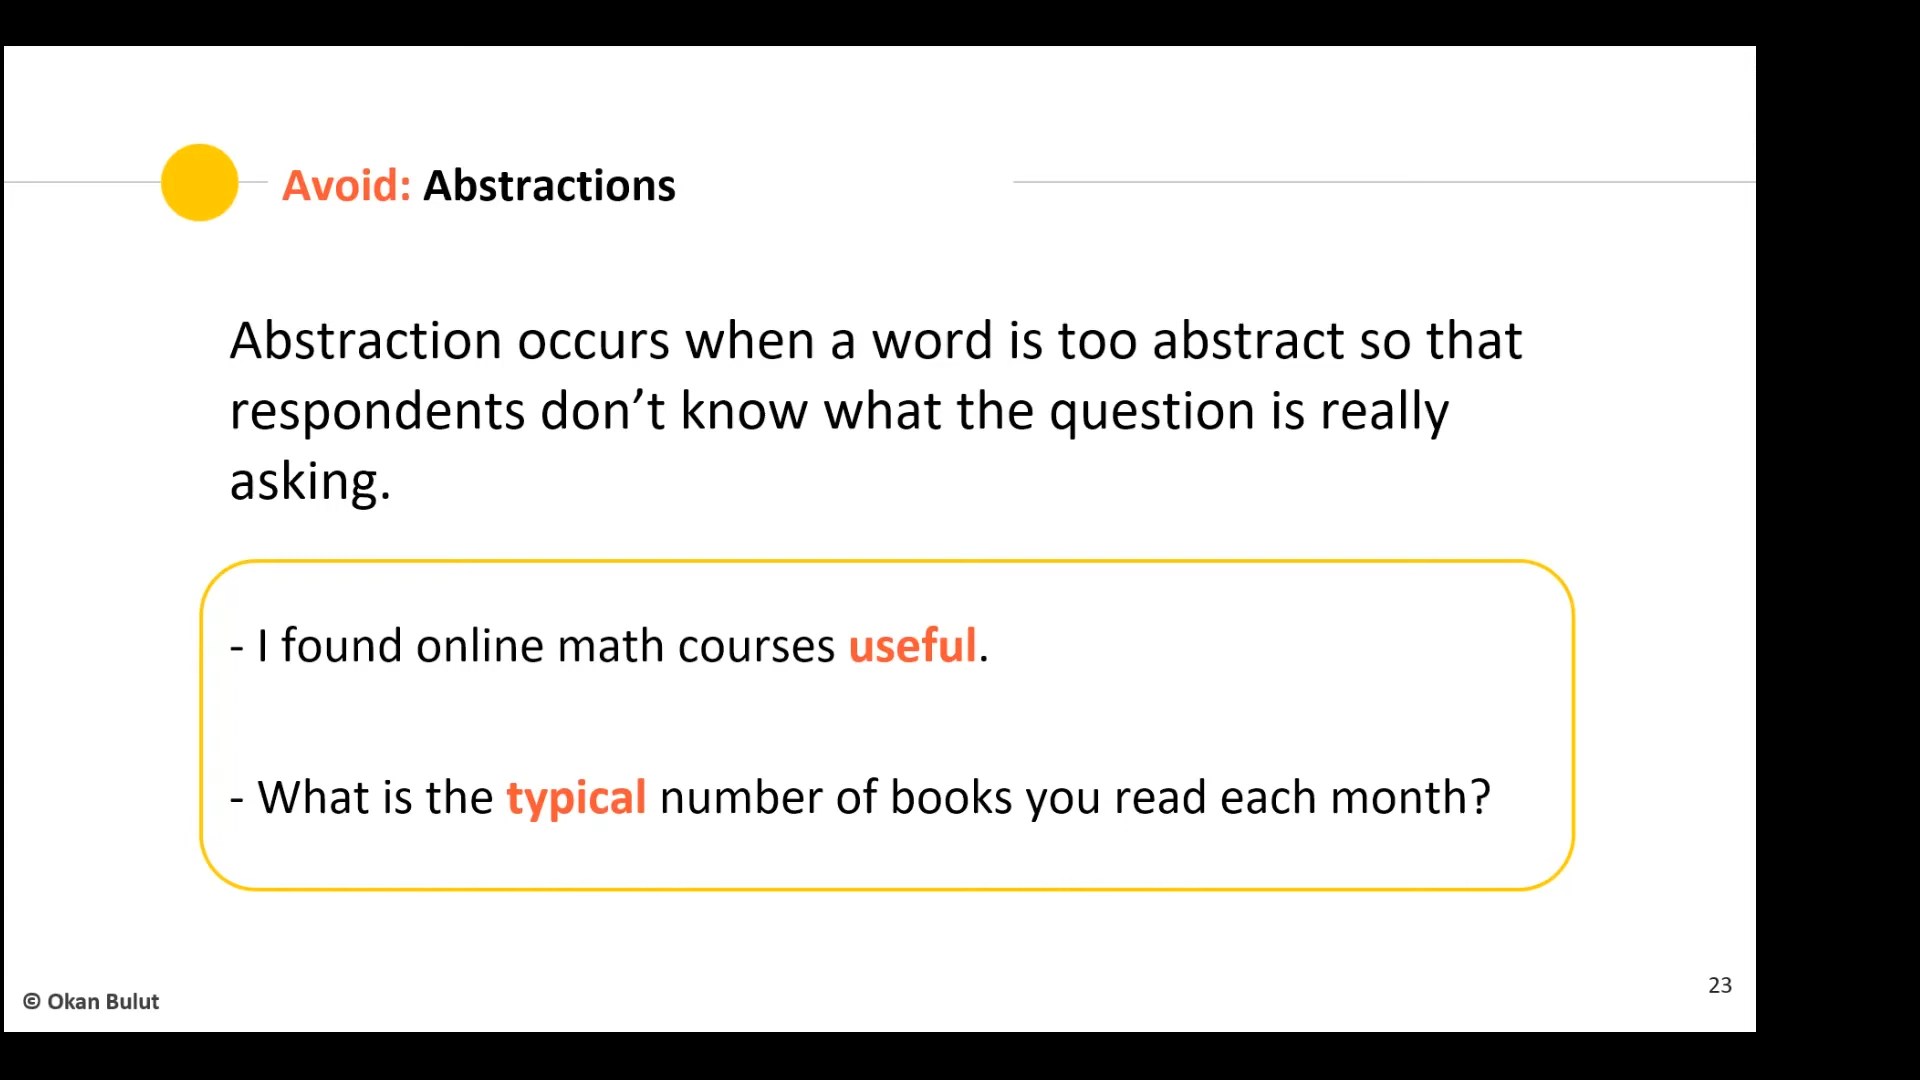 Avoid: Abstractions
Abstraction occurs when a word is too abstract so that
respondents don’t know what the question is really
asking.
- I found online math courses useful.
- What is the typical number of books you read each month?
23
© Okan Bulut